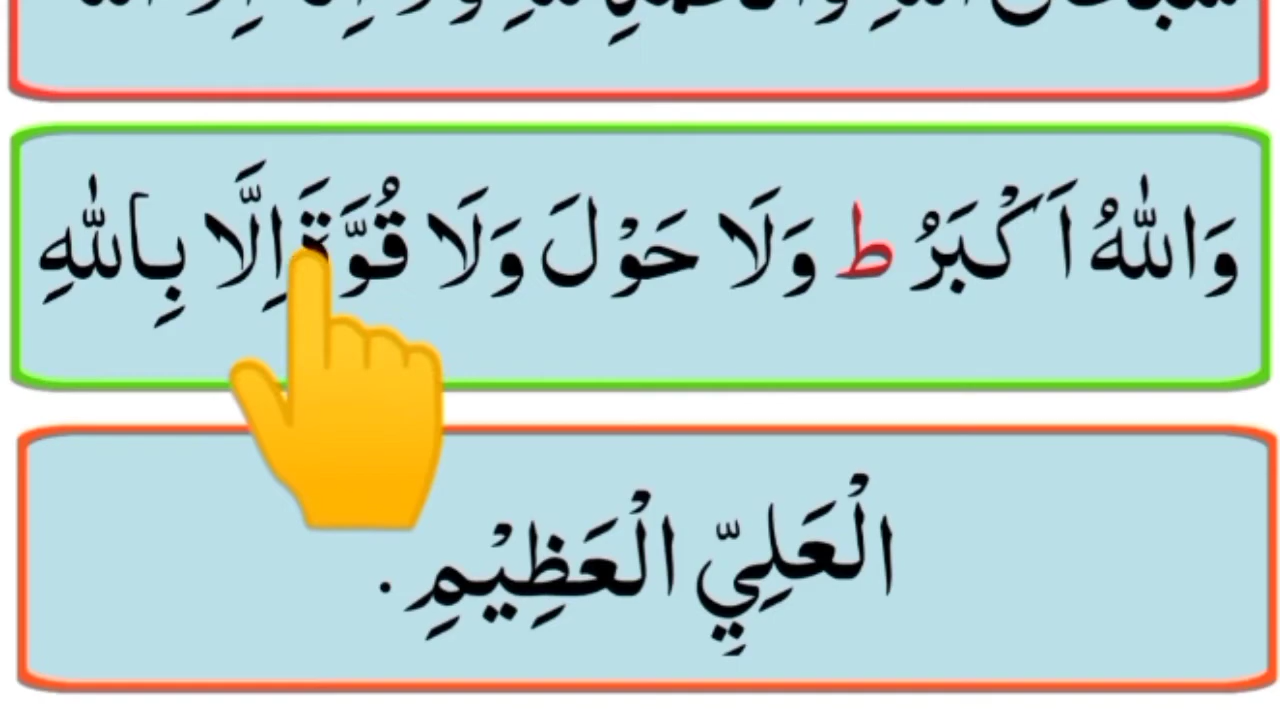 وَاللّٰهُ اَكْبَرُ ط وَلَا حَوْلَ وَلَا قُوَّةَ اِلَّا بِاللّٰهِ
الْعَلِيِّ الْعَظِيْمِ.